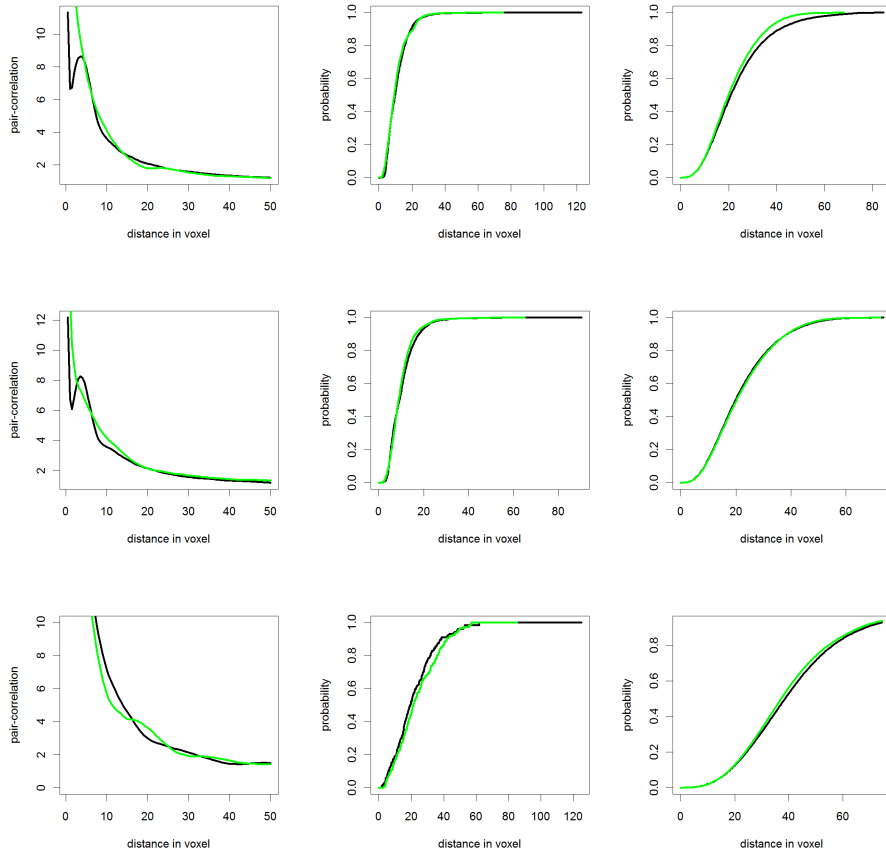 pair-correlation
2 4 6 8 10
0 10 20 30 40 50
distance in voxel
probability
0.0 0.2 0.4 0.6 0.8 1.0
0 20 40 60 80 100 120
distance in voxel
probability
0.0 0.2 0.4 0.6 0.8 1.0
0 20 40 60 80
distance in voxel
pair-correlation
2 4 6 8 10 12
0 10 20 30 40 50
distance in voxel
probability
0.0 0.2 0.4 0.6 0.8 1.0
0 20 40 60 80
distance in voxel
probability
0.0 0.2 0.4 0.6 0.8 1.0
0 20 40 60
distance in voxel
pair-correlation
0 2 4 6 8 10
0 10 20 30 40 50
distance in voxel
probability
0.0 0.2 0.4 0.6 0.8 1.0
0 20 40 60 80 100 120
distance in voxel
probability
0.0 0.2 0.4 0.6 0.8
0 20 40 60
distance in voxel